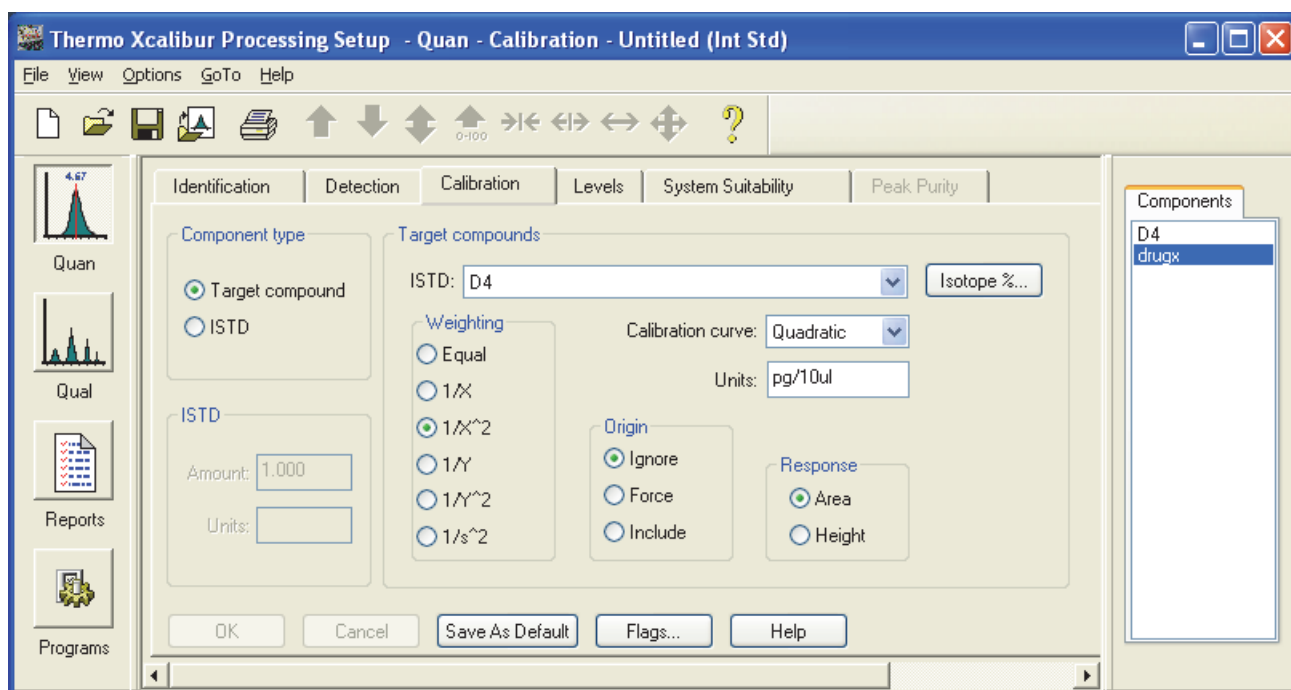 Thermo Xcalibur Processing Setup - Quan - Calibration - Untitled (Int Std)
File View Options GoTo Help
0-100
4.67
Quan
Qual
Reports
Programs
Identification Detection Calibration Levels System Suitability Peak Purity
Component type
Target compound
ISTD
ISTD
Amount: 1.000
Units:
Target compounds
ISTD: D4 Isotope %...
Weighting
Equal
1/X
1/X^2
1/Y
1/Y^2
1/s^2
Calibration curve: Quadratic
Units: pg/10ul
Origin
Ignore
Force
Include
Response
Area
Height
OK Cancel Save As Default Flags... Help
Components
D4
drugx